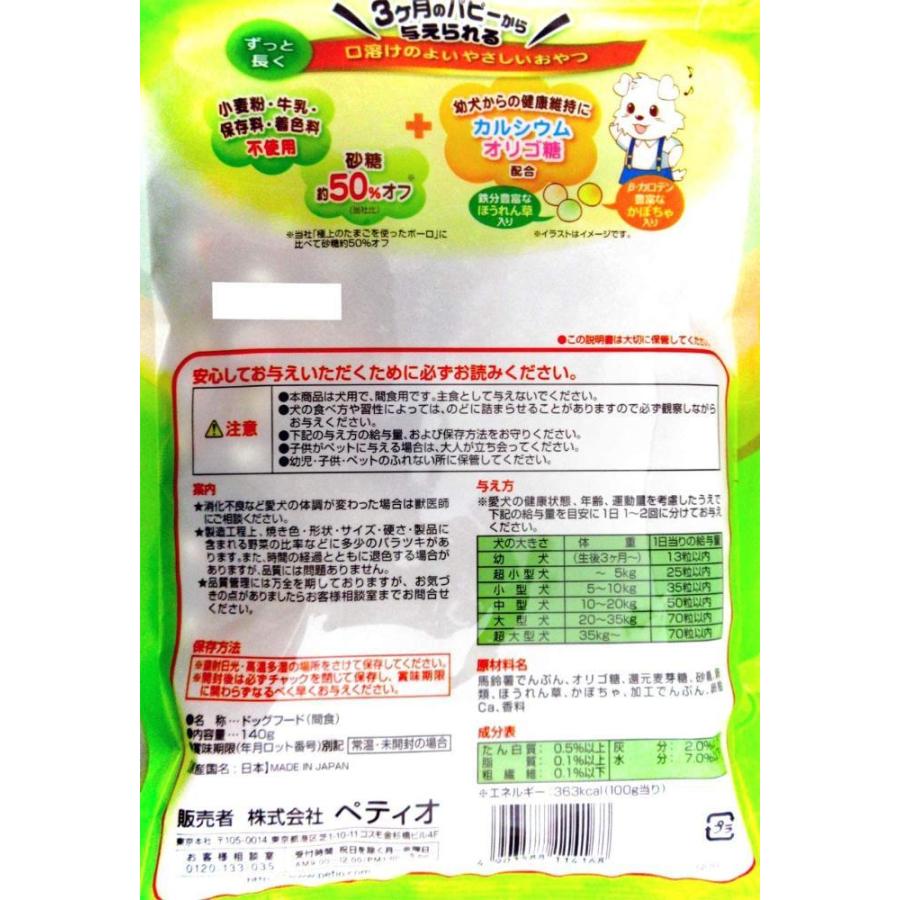 3ヶ月のパピーから
与えられる
ずっと
長く
口溶けのよいやさしいおやつ
小麦粉・牛乳・
保存料・着色料
不使用
砂糖
約50%オフ※
(当社比)
※当社「極上のたまごを使ったボーロ」に
比べて砂糖約50%オフ
+
幼犬からの健康維持に
カルシウム
オリゴ糖
配合
鉄分豊富な
ほうれん草
入り
β-カロテン
豊富な
かぼちゃ
入り
※イラストはイメージです。
●この説明書は大切に保管してください。
安心してお与えいただくために必ずお読みください。
注意
●本商品は犬用で、間食用です。主食として与えないでください。
●犬の食べ方や習性によっては、のどに詰まらせることがありますので必ず観察しながら
お与えください。
●下記の与え方の給与量、および保存方法をお守りください。
●子供がペットに与える場合は、大人が立ち会ってください。
●幼児・子供・ペットのふれない所に保管してください。
案内
★消化不良など愛犬の体調が変わった場合は獣医師
にご相談ください。
★製造工程上、焼き色・形状・サイズ・硬さ・製品に
含まれる野菜の比率などに多少のバラツキがあ
ります。また、時間の経過とともに退色する場合が
ありますが、品質には問題ありません。
★品質管理には万全を期しておりますが、お気づ
きの点がありましたらお客様相談室までお問合せ
ください。
保存方法
※直射日光・高温多湿の場所をさけて保存してください。
※開封後は必ずチャックを閉じて保存し、賞味期限
に関わらずなるべく早くお与えください。
●名 称…ドッグフード(間食)
●内容量…140g
賞味期限(年月ロット番号)別記 常温・未開封の場合
産国名:日本 MADE IN JAPAN
与え方
※愛犬の健康状態、年齢、運動量を考慮したうえで
下記の給与量を目安に1日1〜2回に分けてお与え
ください。
犬の大きさ 体 重 1日当りの給与量
幼 犬 (生後3ヶ月〜) 13粒以内
超小型犬 〜5kg 25粒以内
小型犬 5〜10kg 35粒以内
中型犬 10〜20kg 50粒以内
大型犬 20〜35kg 70粒以内
超大型犬 35kg〜 70粒以内
原材料名
馬鈴薯でんぷん、オリゴ糖、還元麦芽糖、砂糖、
類、ほうれん草、かぼちゃ、加工でんぷん、
Ca、香料
成分表
たん白質:0.5%以上 灰 分:2.0%
脂 質:0.1%以上 水 分:7.0%
粗繊維:0.1%以下
※エネルギー:363kcal(100g当り)
販売者 株式会社 ペティオ
東京本社 〒105-0014 東京都港区芝1-10-11 コスモ金杉橋ビル4F
お客様相談室
0120-133-035
受付時間 祝日を除く月〜金曜日
プラ